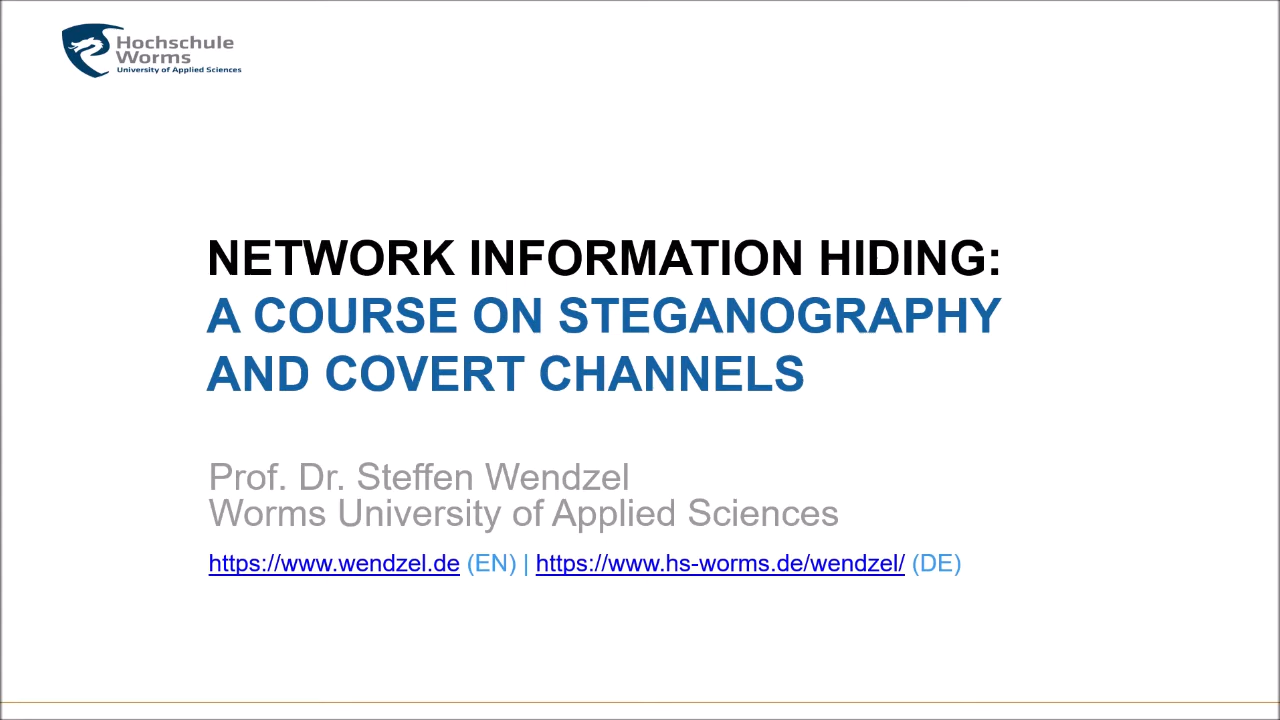 Hochschule
Worms
University of Applied Sciences
NETWORK INFORMATION HIDING:
A COURSE ON STEGANOGRAPHY
AND COVERT CHANNELS
Prof. Dr. Steffen Wendzel
Worms University of Applied Sciences
https://www.wendzel.de (EN) | https://www.hs-worms.de/wendzel/ (DE)